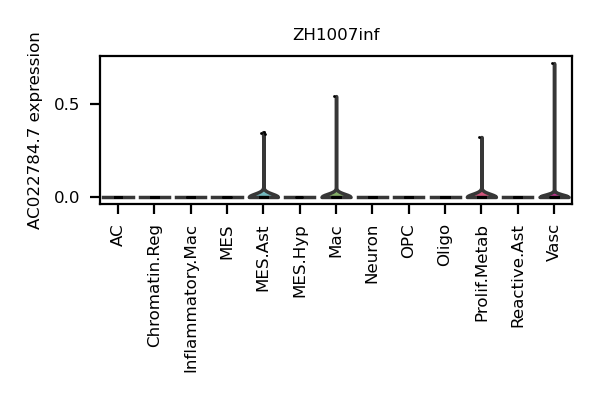 ZH1007inf
AC022784.7 expression
0.5
0.0
AC
Chromatin.Reg
Inflammatory.Mac
MES
MES.Ast
MES.Hyp
Mac
Neuron
OPC
Oligo
Prolif.Metab
Reactive.Ast
Vasc